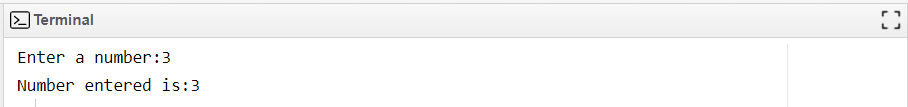 Terminal
Enter a number:3
Number entered is:3